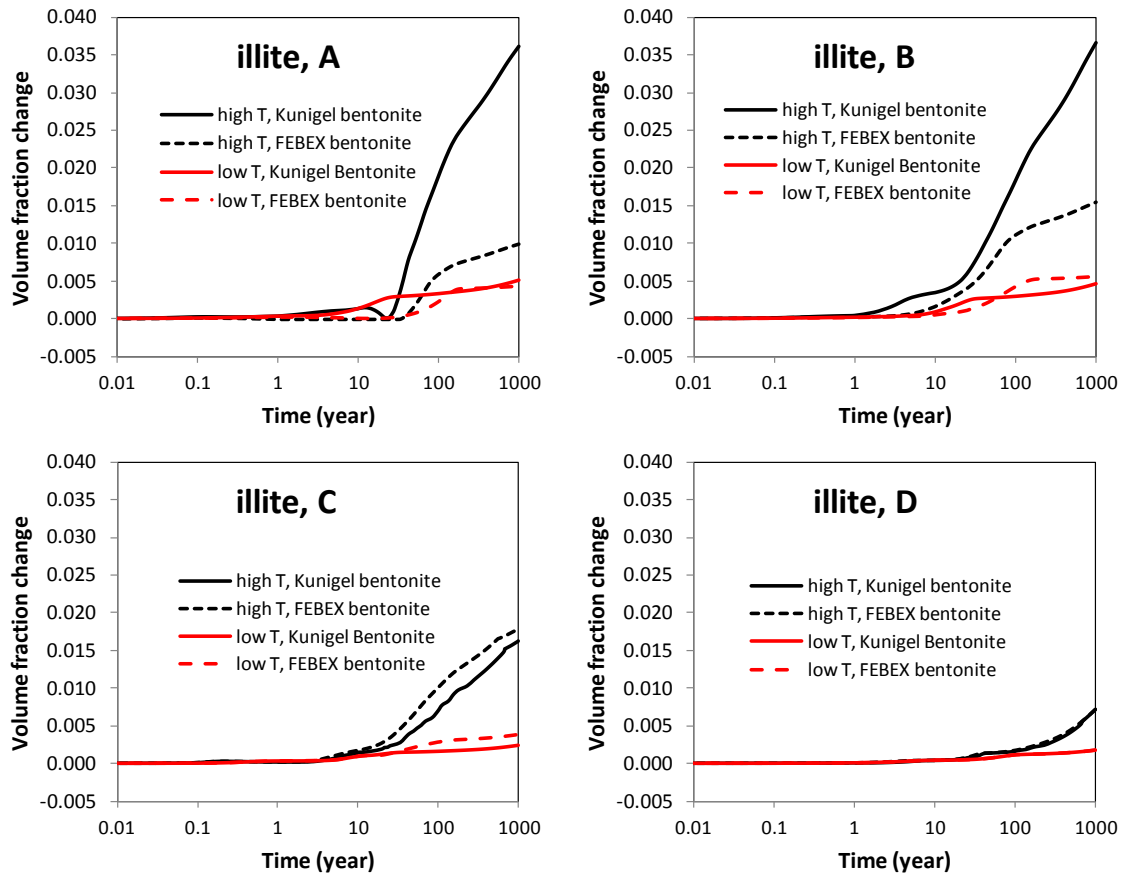 illite, A
Volume fraction change
0.040
0.035
0.030
0.025
0.020
0.015
0.010
0.005
0.000
-0.005
high T, Kunigel bentonite
high T, FEBEX bentonite
low T, Kunigel Bentonite
low T, FEBEX bentonite
0.01 0.1 1 10 100 1000
Time (year)
illite, B
Volume fraction change
0.040
0.035
0.030
0.025
0.020
0.015
0.010
0.005
0.000
-0.005
high T, Kunigel bentonite
high T, FEBEX bentonite
low T, Kunigel Bentonite
low T, FEBEX bentonite
0.01 0.1 1 10 100 1000
Time (year)
illite, C
Volume fraction change
0.040
0.035
0.030
0.025
0.020
0.015
0.010
0.005
0.000
-0.005
high T, Kunigel bentonite
high T, FEBEX bentonite
low T, Kunigel Bentonite
low T, FEBEX bentonite
0.01 0.1 1 10 100 1000
Time (year)
illite, D
Volume fraction change
0.040
0.035
0.030
0.025
0.020
0.015
0.010
0.005
0.000
-0.005
high T, Kunigel bentonite
high T, FEBEX bentonite
low T, Kunigel Bentonite
low T, FEBEX bentonite
0.01 0.1 1 10 100 1000
Time (year)